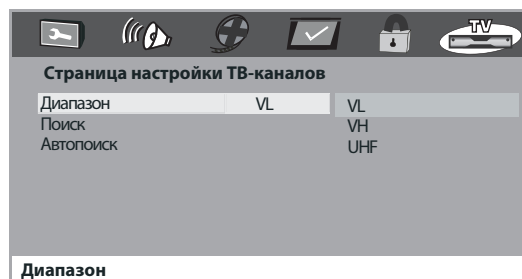 TV
Страница настройки ТВ-каналов
Диапазон VL VL
Поиск VH
Автопоиск UHF
Диапазон